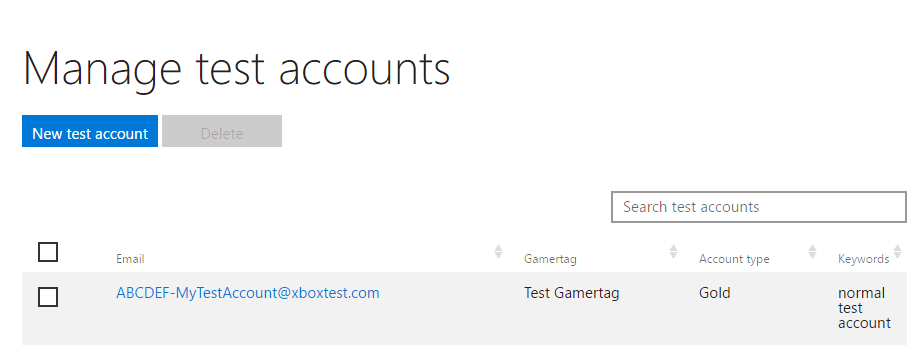 Manage test accounts
New test account Delete
Search test accounts
Email Gamertag Account type Keywords
ABCDEF-MyTestAccount@xboxtest.com Test Gamertag Gold normal
test
account